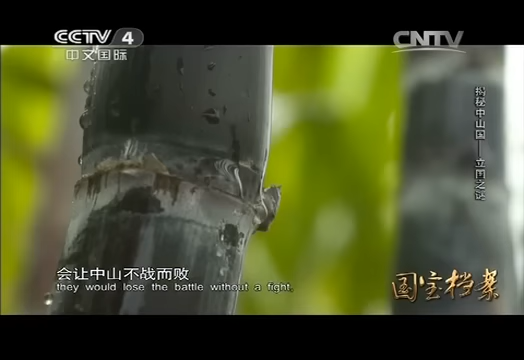 CCTV 4
中文国际
CNTV
揭秘中山国——立国之谜
会让中山不战而败
they would lose the battle without a fight.
国宝档案